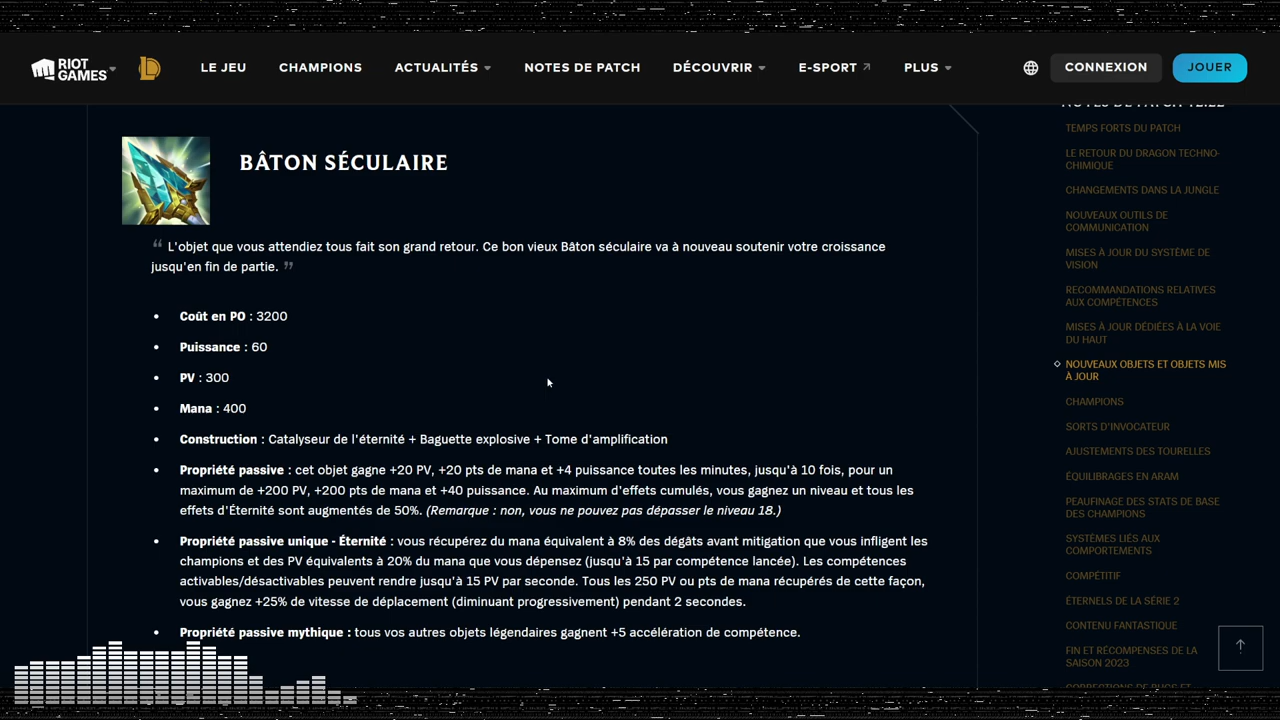 RIOT GAMES
LE JEU
CHAMPIONS
ACTUALITÉS
NOTES DE PATCH
DÉCOUVRIR
E-SPORT
PLUS
CONNEXION
JOUER
BÂTON SÉCULAIRE
“ L'objet que vous attendiez tous fait son grand retour. Ce bon vieux Bâton séculaire va à nouveau soutenir votre croissance
jusqu'en fin de partie. ”
• Coût en PO : 3200
• Puissance : 60
• PV : 300
• Mana : 400
• Construction : Catalyseur de l'éternité + Baguette explosive + Tome d'amplification
• Propriété passive : cet objet gagne +20 PV, +20 pts de mana et +4 puissance toutes les minutes, jusqu'à 10 fois, pour un
maximum de +200 PV, +200 pts de mana et +40 puissance. Au maximum d'effets cumulés, vous gagnez un niveau et tous les
effets d'Éternité sont augmentés de 50%. (Remarque : non, vous ne pouvez pas dépasser le niveau 18.)
• Propriété passive unique - Éternité : vous récupérez du mana équivalent à 8% des dégâts avant mitigation que vous infligent les
champions et des PV équivalents à 20% du mana que vous dépensez (jusqu'à 15 par compétence lancée). Les compétences
activables/désactivables peuvent rendre jusqu'à 15 PV par seconde. Tous les 250 PV ou pts de mana récupérés de cette façon,
vous gagnez +25% de vitesse de déplacement (diminuant progressivement) pendant 2 secondes.
• Propriété passive mythique : tous vos autres objets légendaires gagnent +5 accélération de compétence.
NOTES DE PATCH 12.22
TEMPS FORTS DU PATCH
LE RETOUR DU DRAGON TECHNO-
CHIMIQUE
CHANGEMENTS DANS LA JUNGLE
NOUVEAUX OUTILS DE
COMMUNICATION
MISES À JOUR DU SYSTÈME DE
VISION
RECOMMANDATIONS RELATIVES
AUX COMPÉTENCES
MISES À JOUR DÉDIÉES À LA VOIE
DU HAUT
NOUVEAUX OBJETS ET OBJETS MIS
À JOUR
CHAMPIONS
SORTS D'INVOCATEUR
AJUSTEMENTS DES TOURELLES
ÉQUILIBRAGES EN ARAM
PEAUFINAGE DES STATS DE BASE
DES CHAMPIONS
SYSTÈMES LIÉS AUX
COMPORTEMENTS
COMPÉTITIF
ÉTERNELS DE LA SÉRIE 2
CONTENU FANTASTIQUE
FIN ET RÉCOMPENSES DE LA
SAISON 2023
CORRECTIONS DE BUGS ET